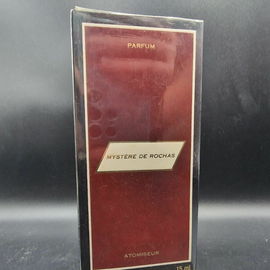 PARFUM
MYSTÈRE DE ROCHAS
ATOMISEUR
15 ml